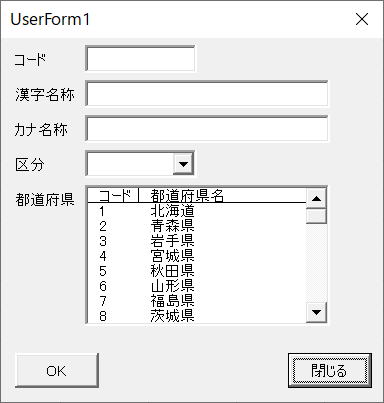 UserForm1
コード
漢字名称
カナ名称
区分
都道府県
コード 都道府県名
1 北海道
2 青森県
3 岩手県
4 宮城県
5 秋田県
6 山形県
7 福島県
8 茨城県
OK 閉じる